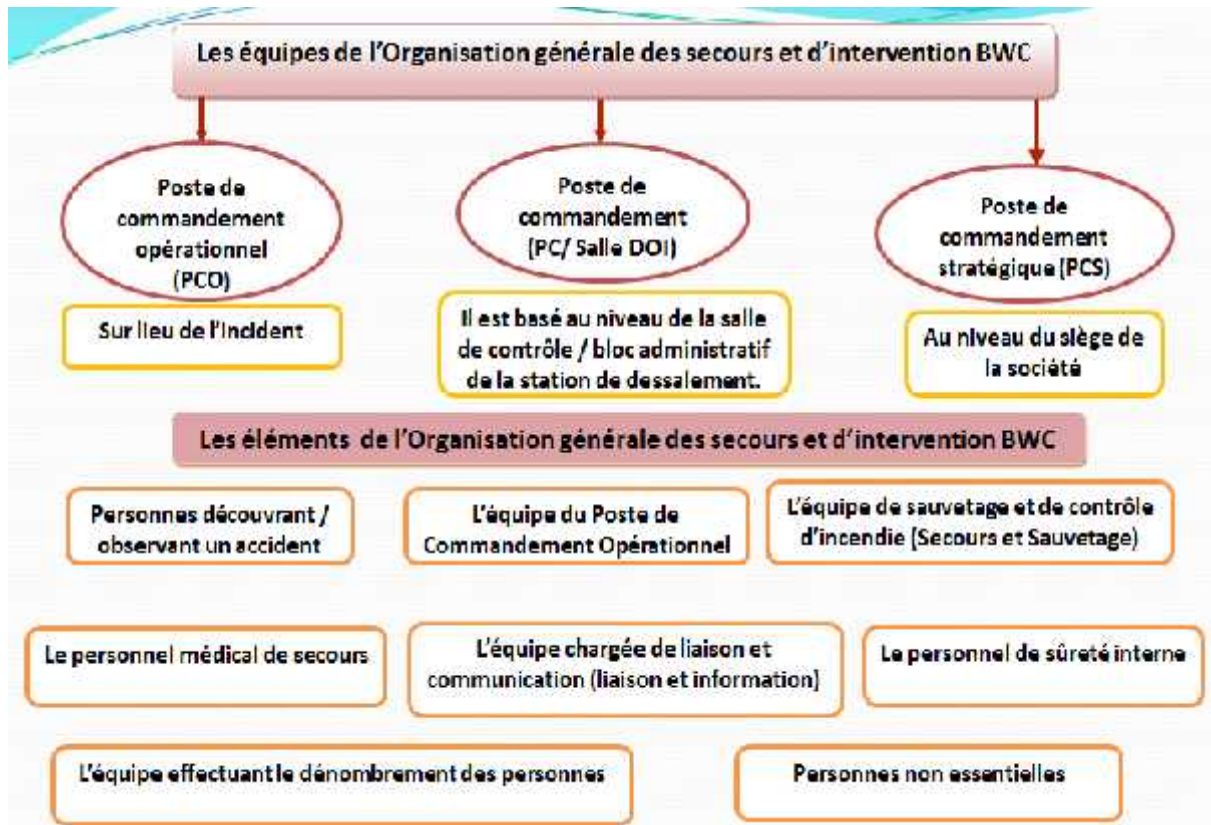 Les équipes de l'Organisation générale des secours et d'intervention BWC
Poste de
commandement
opérationnel
(PCO)
Sur lieu de l'Incident
Poste de
commandement
(PC/ Salle DOI)
Il est basé au niveau de la salle
de contrôle / bloc administratif
de la station de dessalement.
Poste de
commandement
stratégique (PCS)
Au niveau du siège de
la société
Les éléments de l'Organisation générale des secours et d'intervention BWC
Personnes découvrant /
observant un accident
L'équipe du Poste de
Commandement Opérationnel
L'équipe de sauvetage et de contrôle
d'incendie (Secours et Sauvetage)
Le personnel médical de secours
L'équipe chargée de liaison et
communication (liaison et information)
Le personnel de sûreté interne
L'équipe effectuant le dénombrement des personnes
Personnes non essentielles